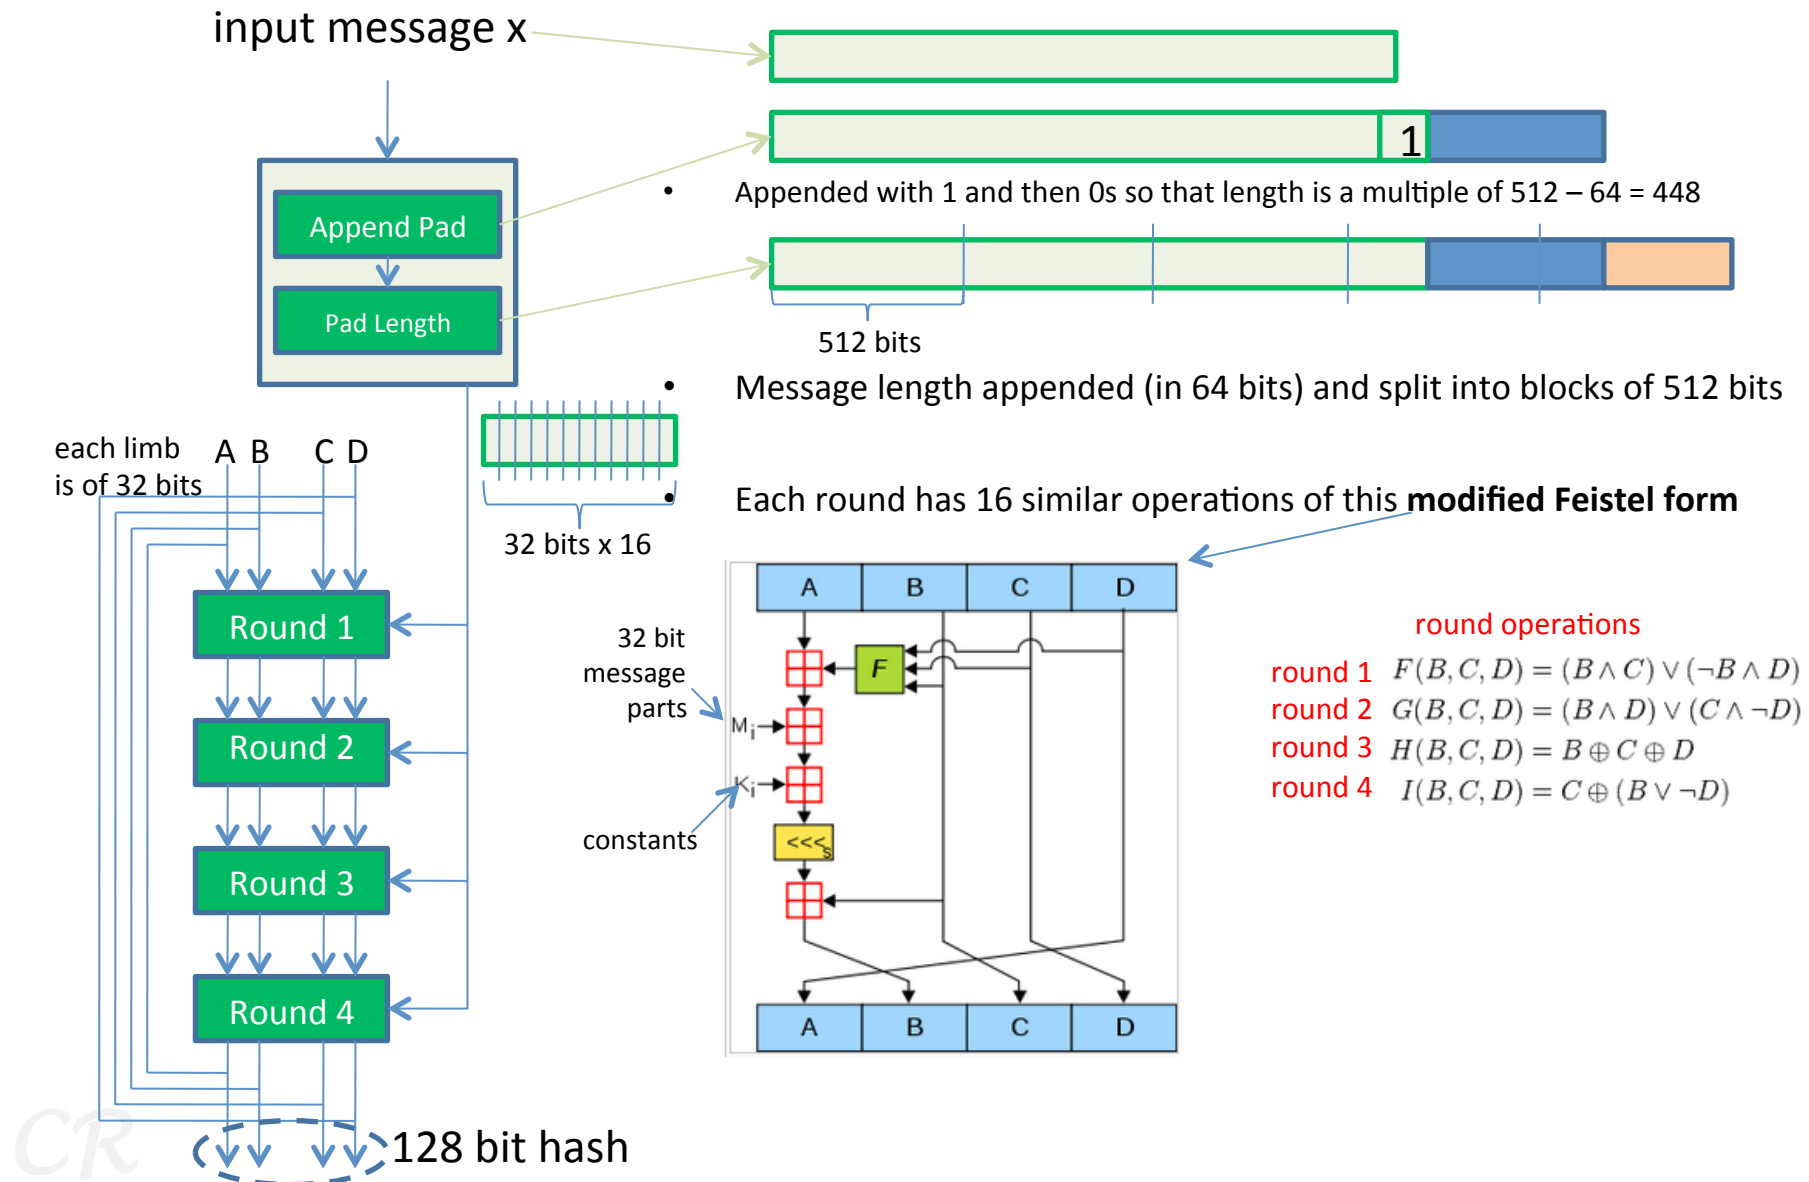 input message x
1
Append Pad
• Appended with 1 and then 0s so that length is a multiple of 512 – 64 = 448
Pad Length
512 bits
• Message length appended (in 64 bits) and split into blocks of 512 bits
each limb
is of 32 bits
A B C D
• Each round has 16 similar operations of this modified Feistel form
32 bits x 16
A B C D
Round 1
32 bit
message
parts
F
M_i
K_i
constants
<<<_s
A B C D
round operations
round 1 F(B, C, D) = (B ∧ C) ∨ (¬B ∧ D)
round 2 G(B, C, D) = (B ∧ D) ∨ (C ∧ ¬D)
round 3 H(B, C, D) = B ⊕ C ⊕ D
round 4 I(B, C, D) = C ⊕ (B ∨ ¬D)
Round 2
Round 3
Round 4
128 bit hash
CR